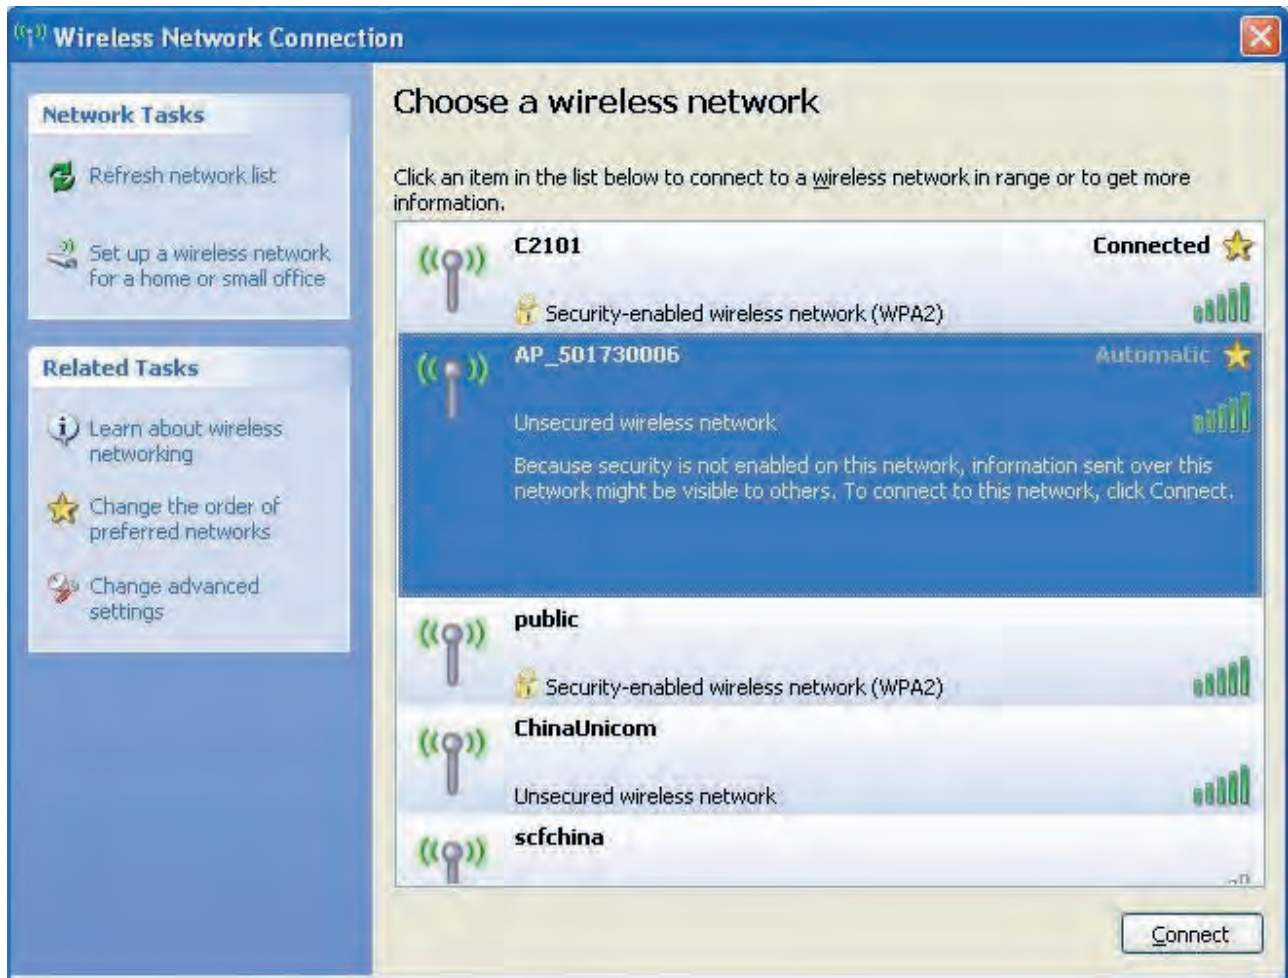 Wireless Network Connection
Network Tasks
Refresh network list
Set up a wireless network
for a home or small office
Related Tasks
Learn about wireless
networking
Change the order of
preferred networks
Change advanced
settings
Choose a wireless network
Click an item in the list below to connect to a wireless network in range or to get more
information.
C2101
Connected
Security-enabled wireless network (WPA2)
AP_501730006
Automatic
Unsecured wireless network
Because security is not enabled on this network, information sent over this
network might be visible to others. To connect to this network, click Connect.
public
Security-enabled wireless network (WPA2)
ChinaUnicom
Unsecured wireless network
scfchina
Connect